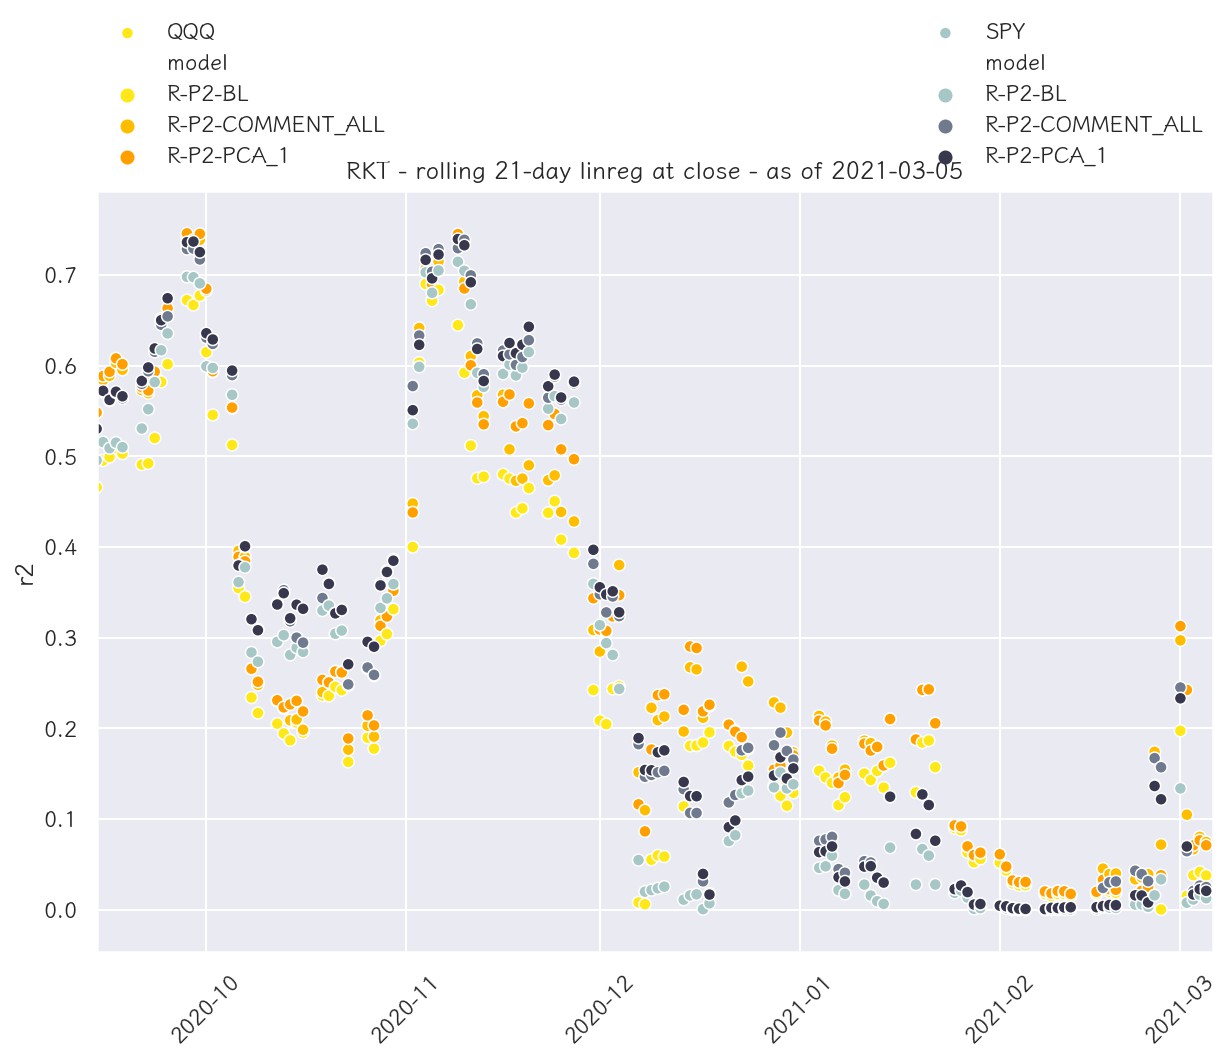 QQQ
model
R-P2-BL
R-P2-COMMENT_ALL
R-P2-PCA_1
SPY
model
R-P2-BL
R-P2-COMMENT_ALL
R-P2-PCA_1
RKT - rolling 21-day linreg at close - as of 2021-03-05
r2
0.7
0.6
0.5
0.4
0.3
0.2
0.1
0.0
2020-10
2020-11
2020-12
2021-01
2021-02
2021-03